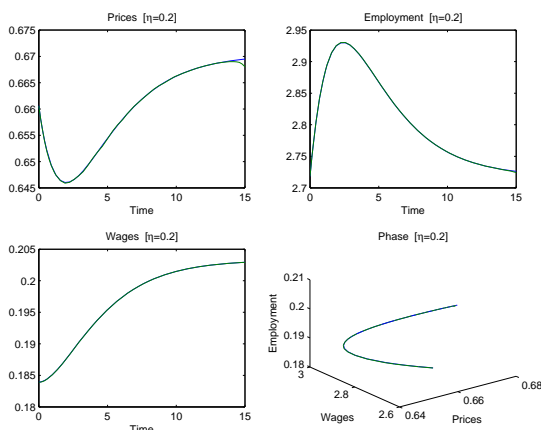 Prices [η=0.2]
0.675
0.67
0.665
0.66
0.655
0.65
0.645
0 5 10 15
Time
Employment [η=0.2]
2.95
2.9
2.85
2.8
2.75
2.7
0 5 10 15
Time
Wages [η=0.2]
0.205
0.2
0.195
0.19
0.185
0.18
0 5 10 15
Time
Phase [η=0.2]
0.21
0.2
0.19
0.18
Employment
3
2.8
2.6
Wages
0.64
0.66
0.68
Prices